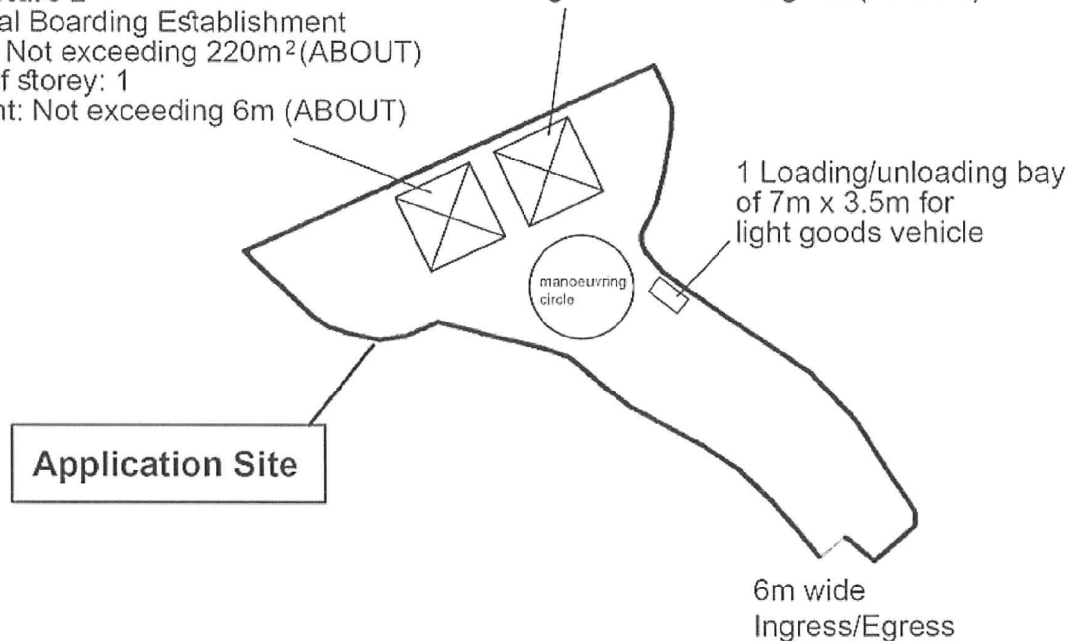 al Boarding Establishment
Not exceeding 220m²(ABOUT)
f storey: 1
nt: Not exceeding 6m (ABOUT)
1 Loading/unloading bay
of 7m x 3.5m for
light goods vehicle
manoeuvring
circle
Application Site
6m wide
Ingress/Egress